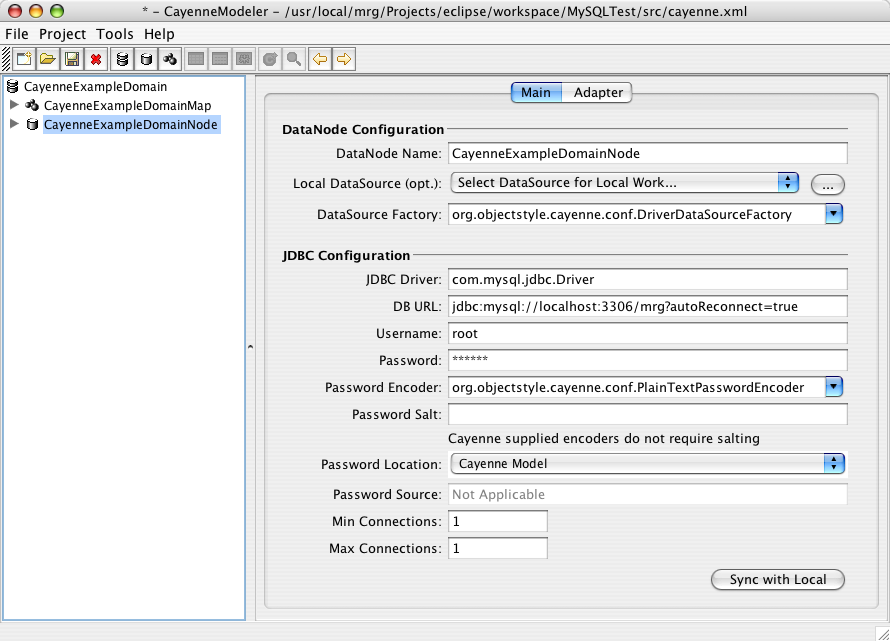 * – CayenneModeler – /usr/local/mrg/Projects/eclipse/workspace/MySQLTest/src/cayenne.xml
File Project Tools Help
CayenneExampleDomain
CayenneExampleDomainMap
CayenneExampleDomainNode
Main Adapter
DataNode Configuration
DataNode Name: CayenneExampleDomainNode
Local DataSource (opt.): Select DataSource for Local Work... ...
DataSource Factory: org.objectstyle.cayenne.conf.DriverDataSourceFactory
JDBC Configuration
JDBC Driver: com.mysql.jdbc.Driver
DB URL: jdbc:mysql://localhost:3306/mrg?autoReconnect=true
Username: root
Password: ******
Password Encoder: org.objectstyle.cayenne.conf.PlainTextPasswordEncoder
Password Salt:
Cayenne supplied encoders do not require salting
Password Location: Cayenne Model
Password Source: Not Applicable
Min Connections: 1
Max Connections: 1
Sync with Local